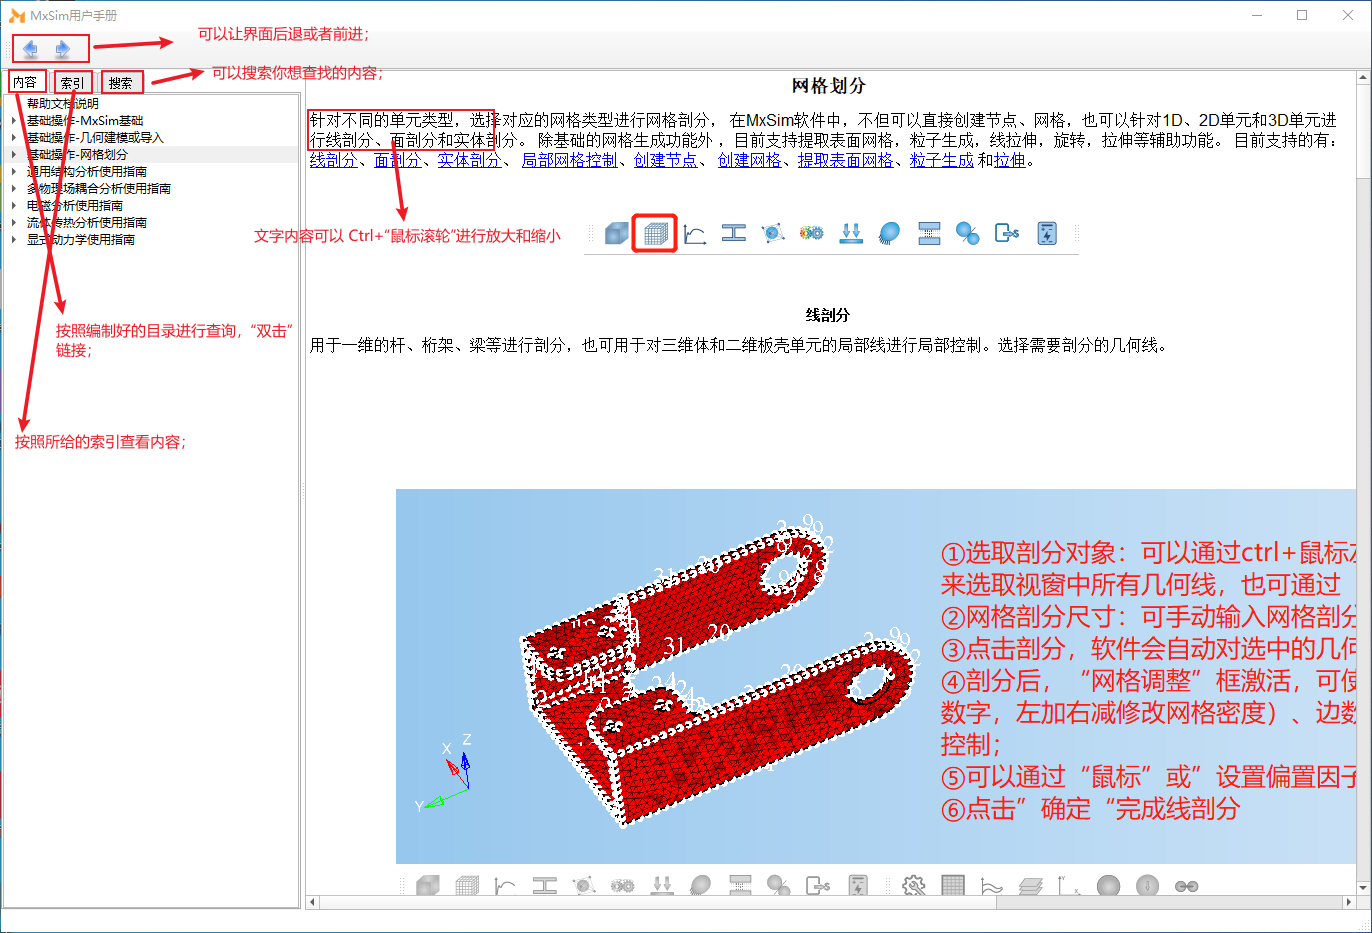 MxSim用户手册
可以让界面后退或者前进;
可以搜索你想查找的内容;
内容 索引 搜索
帮助文档说明
基础操作-MxSim基础
基础操作-几何建模或导入
基础操作-网格划分
通用结构分析使用指南
多物理场耦合分析使用指南
电磁分析使用指南
流体传热分析使用指南
显式动力学使用指南
按照编制好的目录进行查询,“双击”
链接;
按照所给的索引查看内容;
网格划分
针对不同的单元类型，选择对应的网格类型进行网格剖分， 在MxSim软件中，不但可以直接创建节点、网格，也可以针对1D、2D单元和3D单元进
行线剖分、面剖分和实体剖分。 除基础的网格生成功能外， 目前支持提取表面网格，粒子生成，线拉伸，旋转，拉伸等辅助功能。 目前支持的有：
线剖分、面剖分、实体剖分、 局部网格控制、创建节点、 创建网格、提取表面网格、粒子生成 和拉伸。
文字内容可以 Ctrl+“鼠标滚轮”进行放大和缩小
线剖分
用于一维的杆、桁架、梁等进行剖分，也可用于对三维体和二维板壳单元的局部线进行局部控制。选择需要剖分的几何线。
①选取剖分对象：可以通过ctrl+鼠标
来选取视窗中所有几何线，也可通过
②网格剖分尺寸：可手动输入网格剖分
③点击剖分，软件会自动对选中的几何
④剖分后，“网格调整”框激活，可使
数字，左加右减修改网格密度）、边数
控制；
⑤可以通过“鼠标”或”设置偏置因子
⑥点击”确定“完成线剖分
X Z
Y